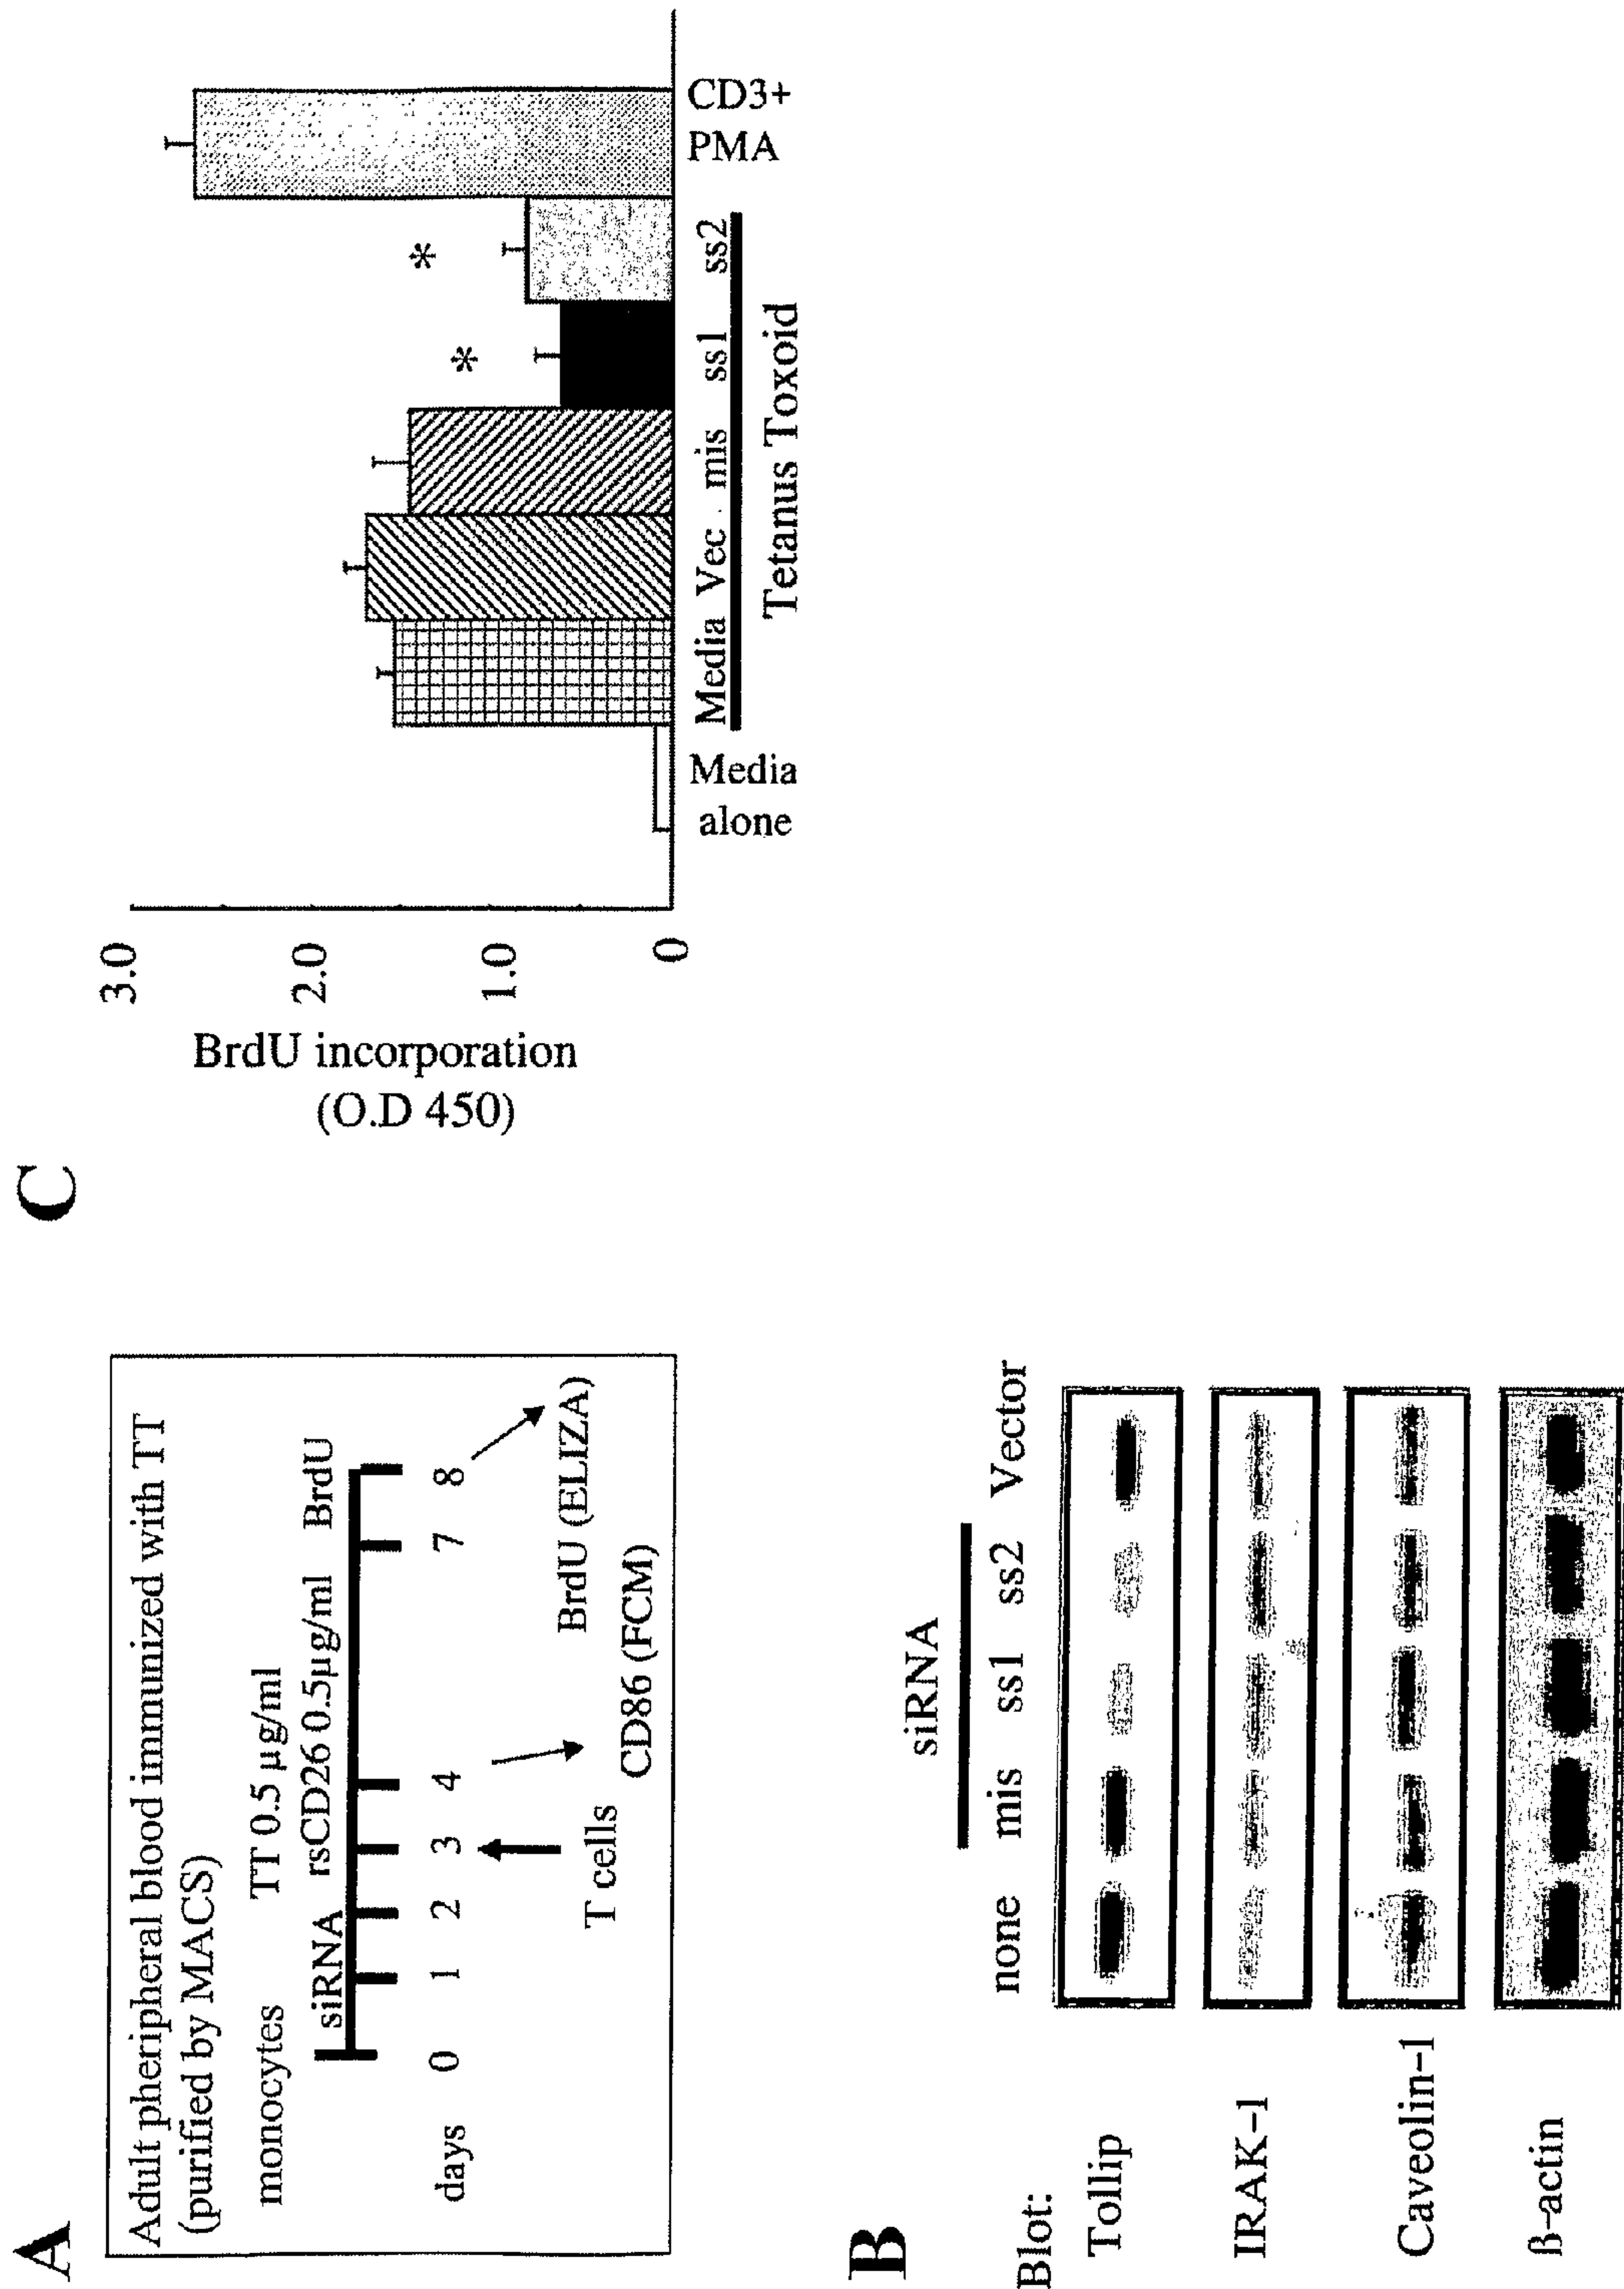 A
Adult pheripheral blood immunized with TT
(purified by MACS)
monocytes TT 0.5 µg/ml
siRNA rsCD26 0.5µg/ml BrdU
days 0 1 2 3 4 7 8
T cells
CD86 (FCM)
BrdU (ELIZA)
B
siRNA
Blot: none mis ss1 ss2 Vector
Tollip
IRAK-1
Caveolin-1
ß-actin
C
BrdU incorporation
(O.D 450)
3.0
2.0
1.0
0
*
*
Media
alone
Media Vec mis ss1 ss2
Tetanus Toxoid
CD3+
PMA